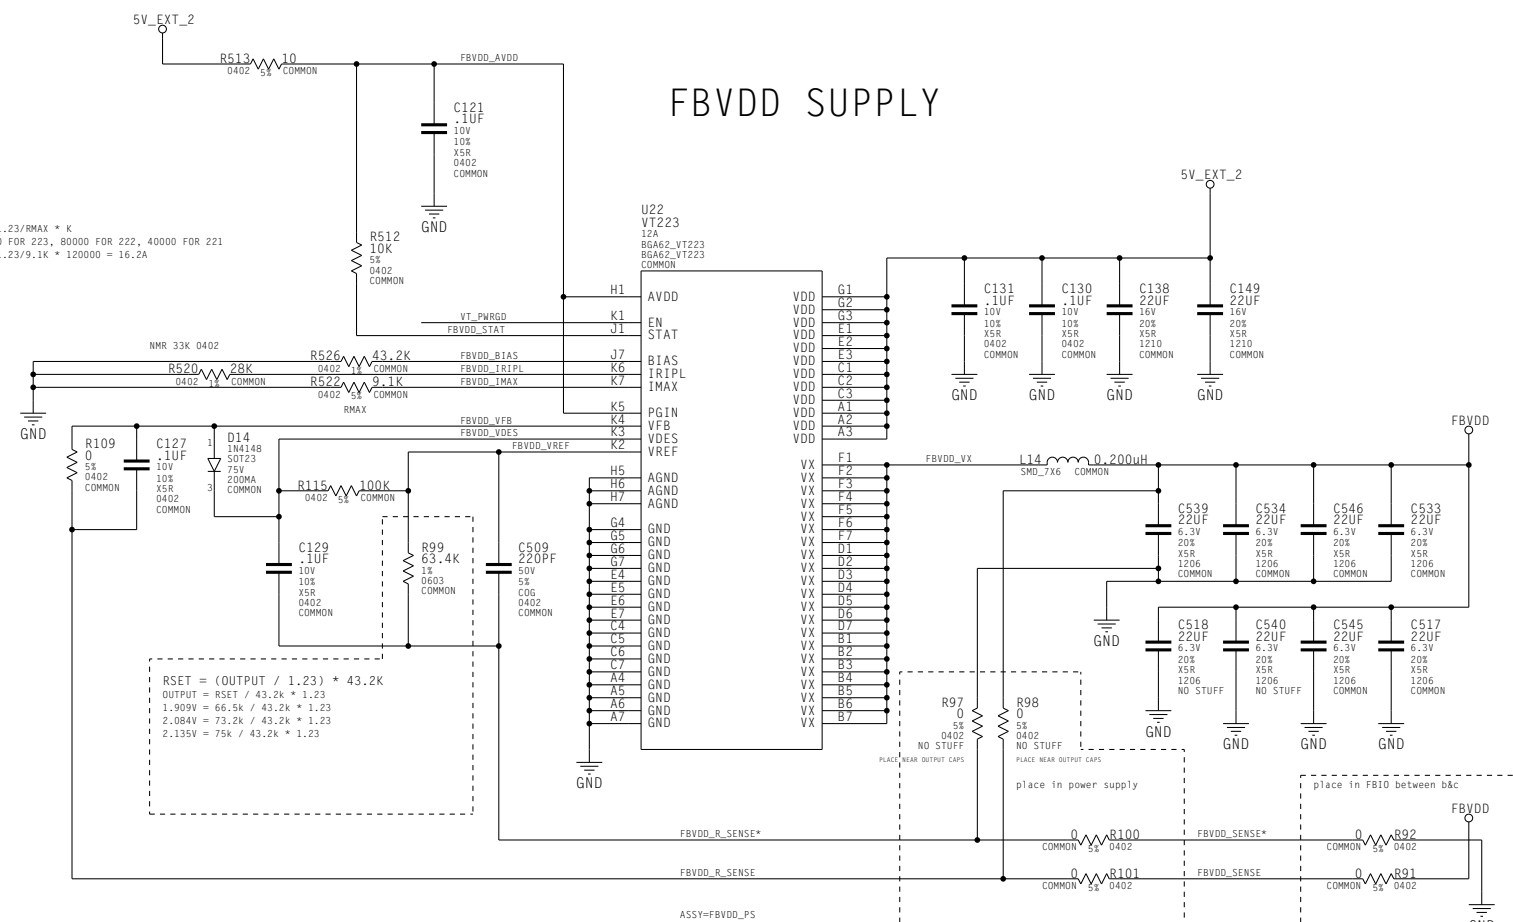 5V_EXT_2
R513 10
0402 5% COMMON
FBVDD_AVDD
FBVDD SUPPLY
C121
.1UF
10V
10%
X5R
0402
COMMON
GND
5V_EXT_2
.23/RMAX * K
FOR 223, 80000 FOR 222, 40000 FOR 221
.23/9.1K * 120000 = 16.2A
R512
10K
5%
0402
COMMON
U22
VT223
12A
BGA62_VT223
BGA62_VT223
COMMON
H1 AVDD
VT_PWRGD K1 EN
FBVDD_STAT J1 STAT
NMR 33K 0402
R526 43.2K FBVDD_BIAS J7 BIAS
0402 1% COMMON
R520 28K FBVDD_IRIPL K6 IRIPL
0402 1% COMMON
R522 9.1K FBVDD_IMAX K7 IMAX
0402 5% COMMON
RMAX
GND
K5 PGIN
FBVDD_VFB K4 VFB
FBVDD_VDES K3 VDES
FBVDD_VREF K2 VREF
H5 AGND
H6 AGND
H7 AGND
G4 GND
G5 GND
G6 GND
G7 GND
E4 GND
E5 GND
E6 GND
E7 GND
C4 GND
C5 GND
C6 GND
C7 GND
A4 GND
A5 GND
A6 GND
A7 GND
GND
VDD G1
VDD G2
VDD G3
VDD E1
VDD E2
VDD E3
VDD C1
VDD C2
VDD C3
VDD A1
VDD A2
VDD A3
VX F1
VX F2
VX F3
VX F4
VX F5
VX F6
VX F7
VX D1
VX D2
VX D3
VX D4
VX D5
VX D6
VX D7
VX B1
VX B2
VX B3
VX B4
VX B5
VX B6
VX B7
C131
.1UF
10V
10%
X5R
0402
COMMON
GND
C130
.1UF
10V
10%
X5R
0402
COMMON
GND
C138
22UF
16V
20%
X5R
1210
COMMON
GND
C149
22UF
16V
20%
X5R
1210
COMMON
GND
R109
0
5%
0402
COMMON
C127
.1UF
10V
10%
X5R
0402
COMMON
1
3
D14
1N4148
SOT23
75V
200MA
COMMON
R115 100K
0402 5% COMMON
C129
.1UF
10V
10%
X5R
0402
COMMON
R99
63.4K
1%
0603
COMMON
C509
220PF
50V
5%
COG
0402
COMMON
RSET = (OUTPUT / 1.23) * 43.2K
OUTPUT = RSET / 43.2k * 1.23
1.909V = 66.5k / 43.2k * 1.23
2.084V = 73.2k / 43.2k * 1.23
2.135V = 75k / 43.2k * 1.23
FBVDD
FBVDD_VX L14 0.200uH
SMD_7X6 COMMON
C539
22UF
6.3V
20%
X5R
1206
COMMON
C534
22UF
6.3V
20%
X5R
1206
COMMON
C546
22UF
6.3V
20%
X5R
1206
COMMON
C533
22UF
6.3V
20%
X5R
1206
COMMON
GND
C518
22UF
6.3V
20%
X5R
1206
NO STUFF
GND
C540
22UF
6.3V
20%
X5R
1206
NO STUFF
GND
C545
22UF
6.3V
20%
X5R
1206
COMMON
GND
C517
22UF
6.3V
20%
X5R
1206
COMMON
GND
R97
0
5%
0402
NO STUFF
PLACE NEAR OUTPUT CAPS
R98
0
5%
0402
NO STUFF
PLACE NEAR OUTPUT CAPS
place in power supply
place in FBIO between b&c
FBVDD
FBVDD_R_SENSE* 0 R100 FBVDD_SENSE* 0 R92
COMMON 5% 0402 COMMON 5% 0402
FBVDD_R_SENSE 0 R101 FBVDD_SENSE 0 R91
COMMON 5% 0402 COMMON 5% 0402
ASSY=FBVDD_PS